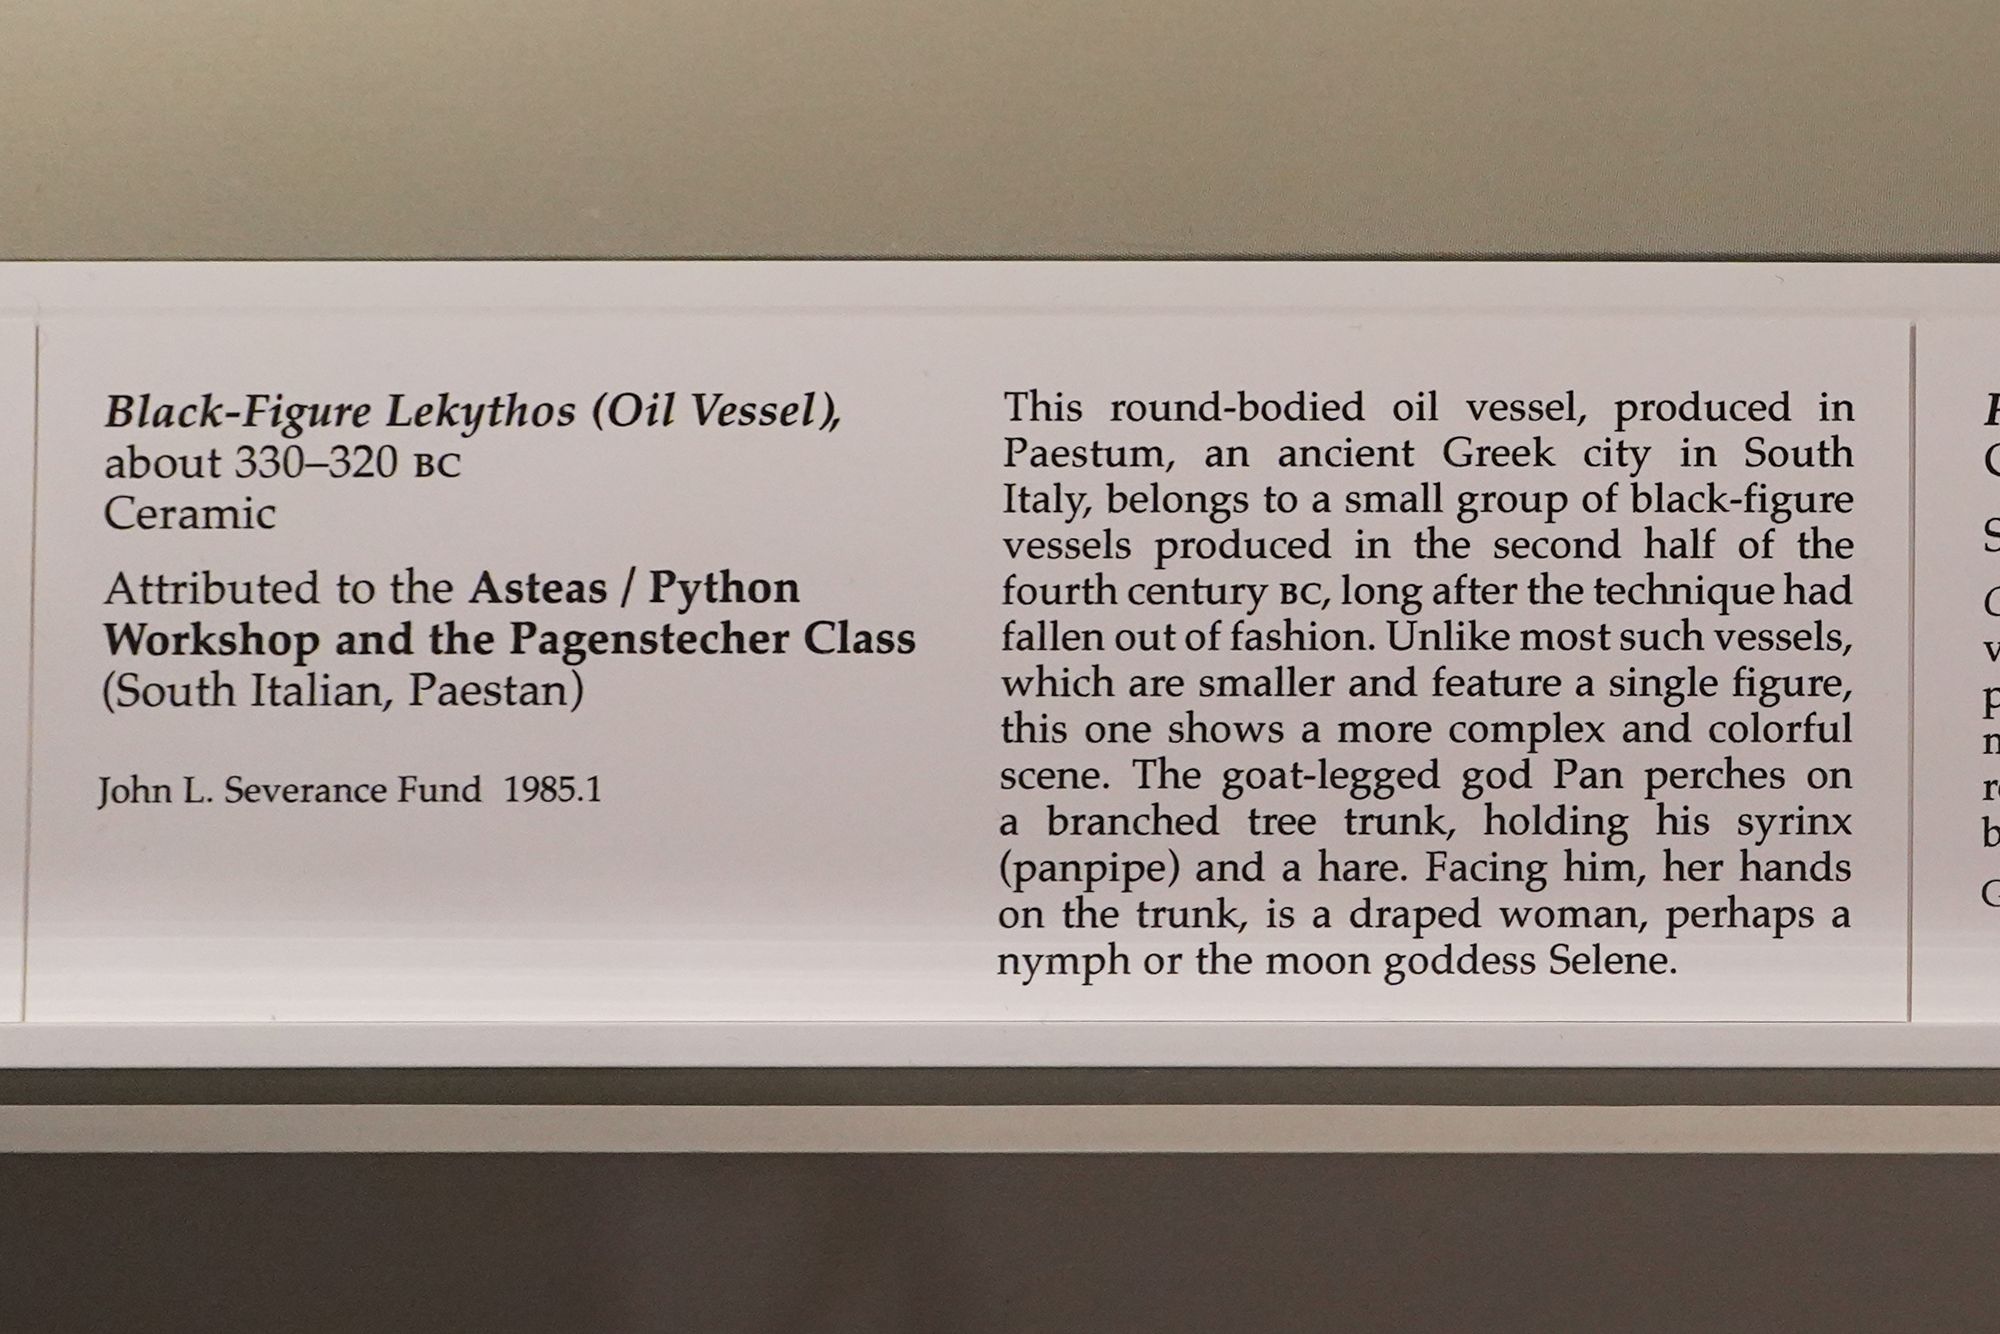 Black-Figure Lekythos (Oil Vessel),
about 330–320 BC
Ceramic
Attributed to the Asteas / Python
Workshop and the Pagenstecher Class
(South Italian, Paestan)
John L. Severance Fund 1985.1
This round-bodied oil vessel, produced in
Paestum, an ancient Greek city in South
Italy, belongs to a small group of black-figure
vessels produced in the second half of the
fourth century BC, long after the technique had
fallen out of fashion. Unlike most such vessels,
which are smaller and feature a single figure,
this one shows a more complex and colorful
scene. The goat-legged god Pan perches on
a branched tree trunk, holding his syrinx
(panpipe) and a hare. Facing him, her hands
on the trunk, is a draped woman, perhaps a
nymph or the moon goddess Selene.